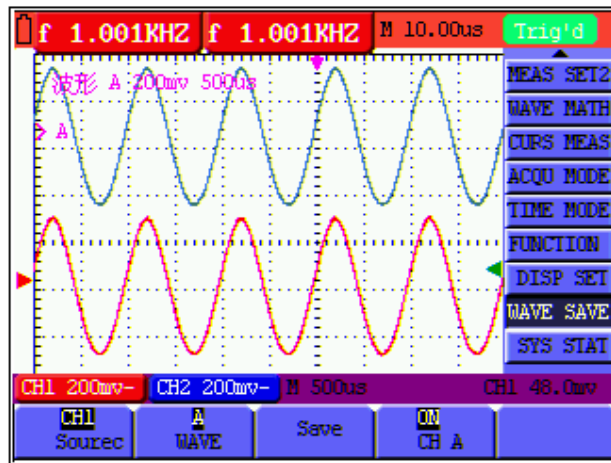 f 1.001KHZ f 1.001KHZ M 10.00us Trig'd
波形 A 200mv 500us
A
MEAS SET2
WAVE MATH
CURS MEAS
ACQU MODE
TIME MODE
FUNCTION
DISP SET
WAVE SAVE
SYS STAT
CH1 200mv~ CH2 200mv~ M 500us CH1 48.0mv
CH1 A Save ON
Sourec WAVE CH A